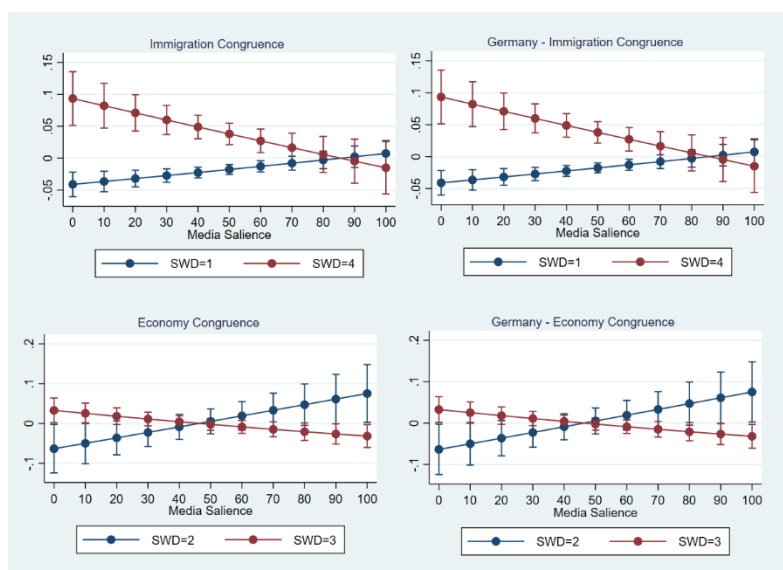 Immigration Congruence
.15
.1
.05
0
-.05
0 10 20 30 40 50 60 70 80 90 100
Media Salience
SWD=1 SWD=4
Germany - Immigration Congruence
.15
.1
.05
0
-.05
0 10 20 30 40 50 60 70 80 90 100
Media Salience
SWD=1 SWD=4
Economy Congruence
.2
.1
0
-.1
0 10 20 30 40 50 60 70 80 90 100
Media Salience
SWD=2 SWD=3
Germany - Economy Congruence
.2
.1
0
-.1
0 10 20 30 40 50 60 70 80 90 100
Media Salience
SWD=2 SWD=3